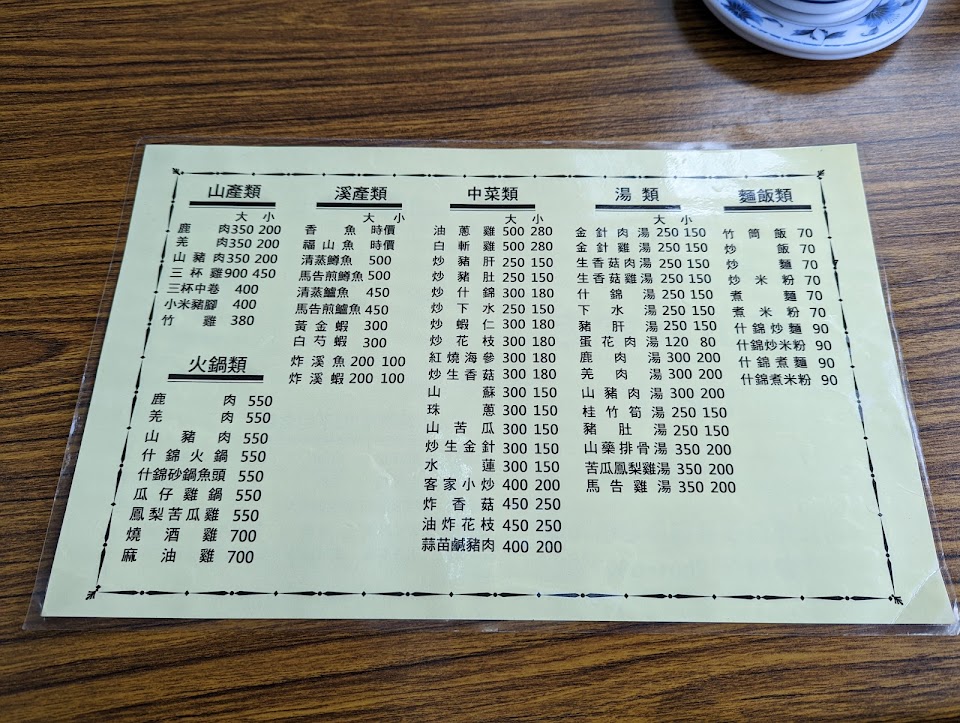 山產類
大 小
鹿肉 350 200
羌肉 350 200
山豬肉 350 200
三杯雞 900 450
三杯中卷 400
小米豬腳 400
竹雞 380
火鍋類
鹿肉 550
羌肉 550
山豬肉 550
什錦火鍋 550
什錦砂鍋魚頭 550
瓜仔雞鍋 550
鳳梨苦瓜雞 550
燒酒雞 700
麻油雞 700
溪產類
大 小
香魚 時價
福山魚 時價
清蒸鱒魚 500
馬告煎鱒魚 500
清蒸鱸魚 450
馬告煎鱸魚 450
黃金蝦 300
白芍蝦 300
炸溪魚 200 100
炸溪蝦 200 100
中菜類
大 小
油蔥雞 500 280
白斬雞 500 280
炒豬肝 250 150
炒豬肚 250 150
炒什錦 300 180
炒下水 250 150
炒蝦仁 300 180
炒花枝 300 180
紅燒海參 300 180
炒生香菇 300 180
山蘇 300 150
珠蔥 300 150
山苦瓜 300 150
炒生金針 300 150
水蓮 300 150
客家小炒 400 200
炸香菇 450 250
油炸花枝 450 250
蒜苗鹹豬肉 400 200
湯類
大 小
金針肉湯 250 150
金針雞湯 250 150
生香菇肉湯 250 150
生香菇雞湯 250 150
什錦湯 250 150
下水湯 250 150
豬肝湯 250 150
蛋花肉湯 120 80
鹿肉湯 300 200
羌肉湯 300 200
山豬肉湯 300 200
桂竹筍湯 250 150
豬肚湯 250 150
山藥排骨湯 350 200
苦瓜鳳梨雞湯 350 200
馬告雞湯 350 200
麵飯類
竹筒飯 70
炒飯 70
炒麵 70
炒米粉 70
煮麵 70
煮米粉 70
什錦炒麵 90
什錦炒米粉 90
什錦煮麵 90
什錦煮米粉 90